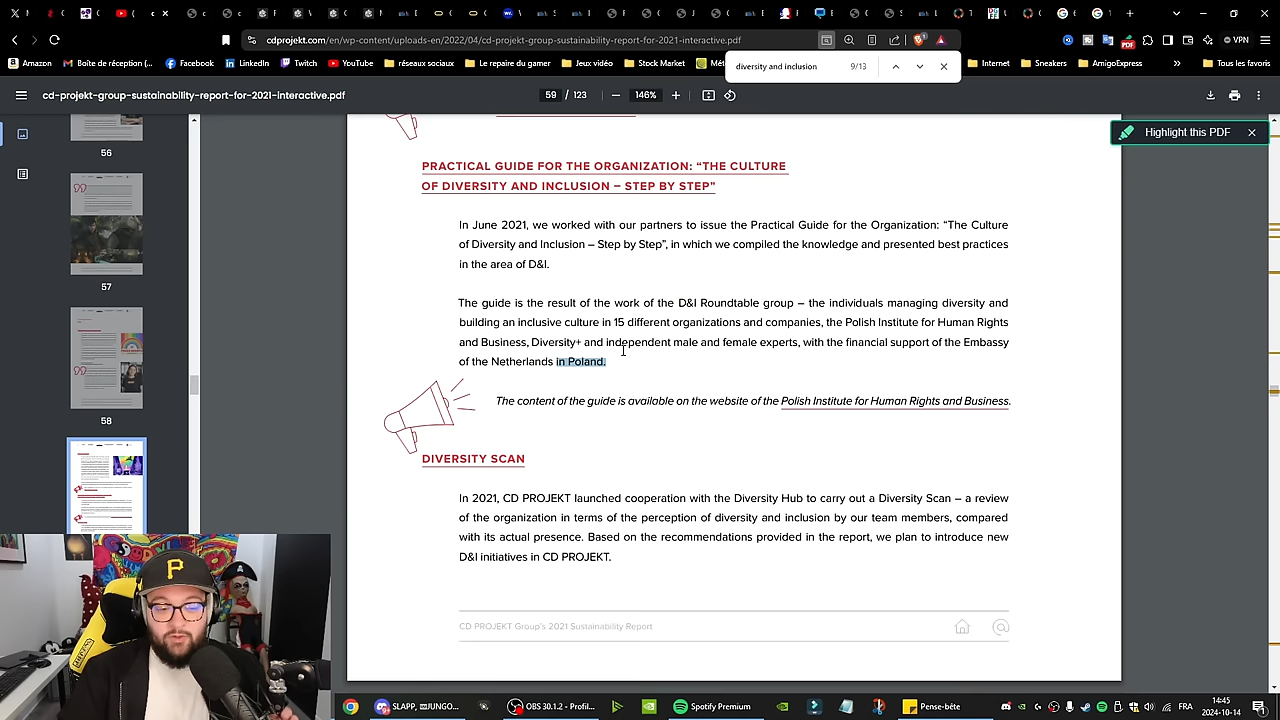 cdprojekt.com/en/wp-content/uploads-en/2022/04/cd-projekt-group-sustainability-report-for-2021-interactive.pdf
VPN
Amazon
Boîte de réception (...
Facebook
LinkedIn
Twitch
YouTube
réseaux sociaux
Le repaire du gamer
Jeux vidéo
Stock Market
Internet
Sneakers
AmigoExpress
Tous les favoris
diversity and inclusion 9/13
cd-projekt-group-sustainability-report-for-2021-interactive.pdf
59 / 123
146%
Highlight this PDF
56
57
58
PRACTICAL GUIDE FOR THE ORGANIZATION: “THE CULTURE
OF DIVERSITY AND INCLUSION – STEP BY STEP”
In June 2021, we worked with our partners to issue the Practical Guide for the Organization: “The Culture
of Diversity and Inclusion – Step by Step”, in which we compiled the knowledge and presented best practices
in the area of D&I.
The guide is the result of the work of the D&I Roundtable group – the individuals managing diversity and
building an inclusive culture in 15 different organizations and companies, the Polish Institute for Human Rights
and Business, Diversity+ and independent male and female experts, with the financial support of the Embassy
of the Netherlands in Poland.
The content of the guide is available on the website of the Polish Institute for Human Rights and Business.
DIVERSITY SCAN
In 2021, CD PROJEKT launched cooperation with the Diversity Hub to carry out a Diversity Scan – a review
of the organization in terms of the perception of diversity and inclusion by our team members, compared
with its actual presence. Based on the recommendations provided in the report, we plan to introduce new
D&I initiatives in CD PROJEKT.
CD PROJEKT Group's 2021 Sustainability Report
P
SLAPP, JUNGO...
OBS 30.1.2 - Profil...
Spotify Premium
Pense-bête
FRA
14:45
2024-10-14